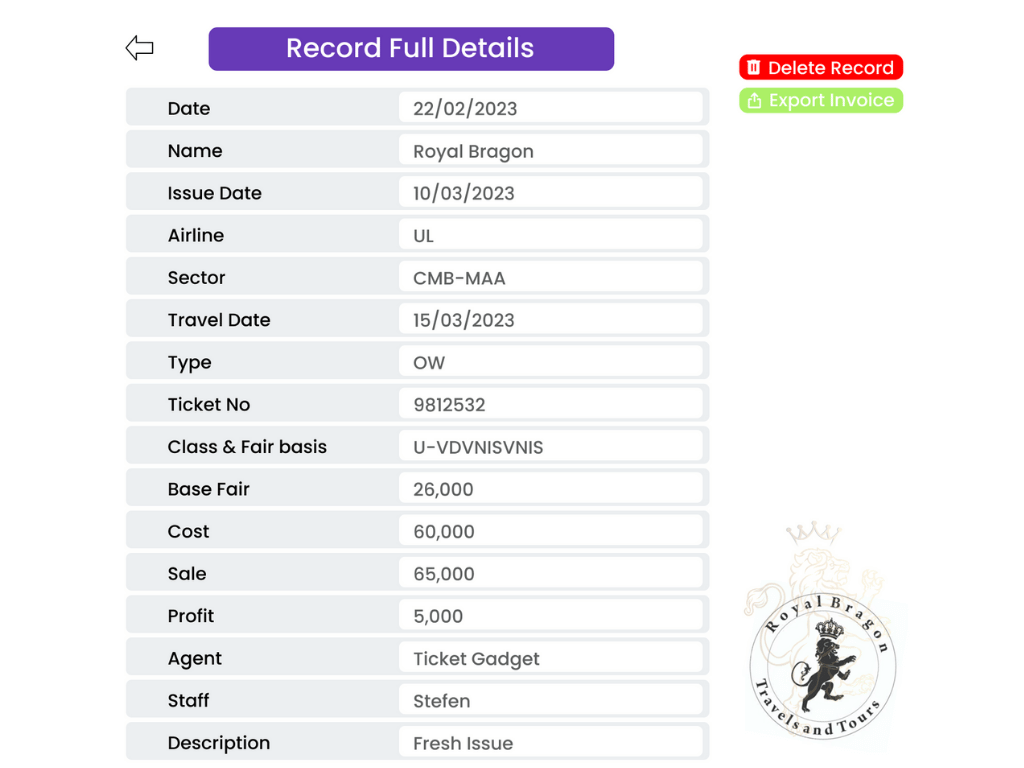 Record Full Details
Delete Record
Export Invoice
Date 22/02/2023
Name Royal Bragon
Issue Date 10/03/2023
Airline UL
Sector CMB-MAA
Travel Date 15/03/2023
Type OW
Ticket No 9812532
Class & Fair basis U-VDVNISVNIS
Base Fair 26,000
Cost 60,000
Sale 65,000
Profit 5,000
Agent Ticket Gadget
Staff Stefen
Description Fresh Issue
Royal Bragon
Travels and Tours